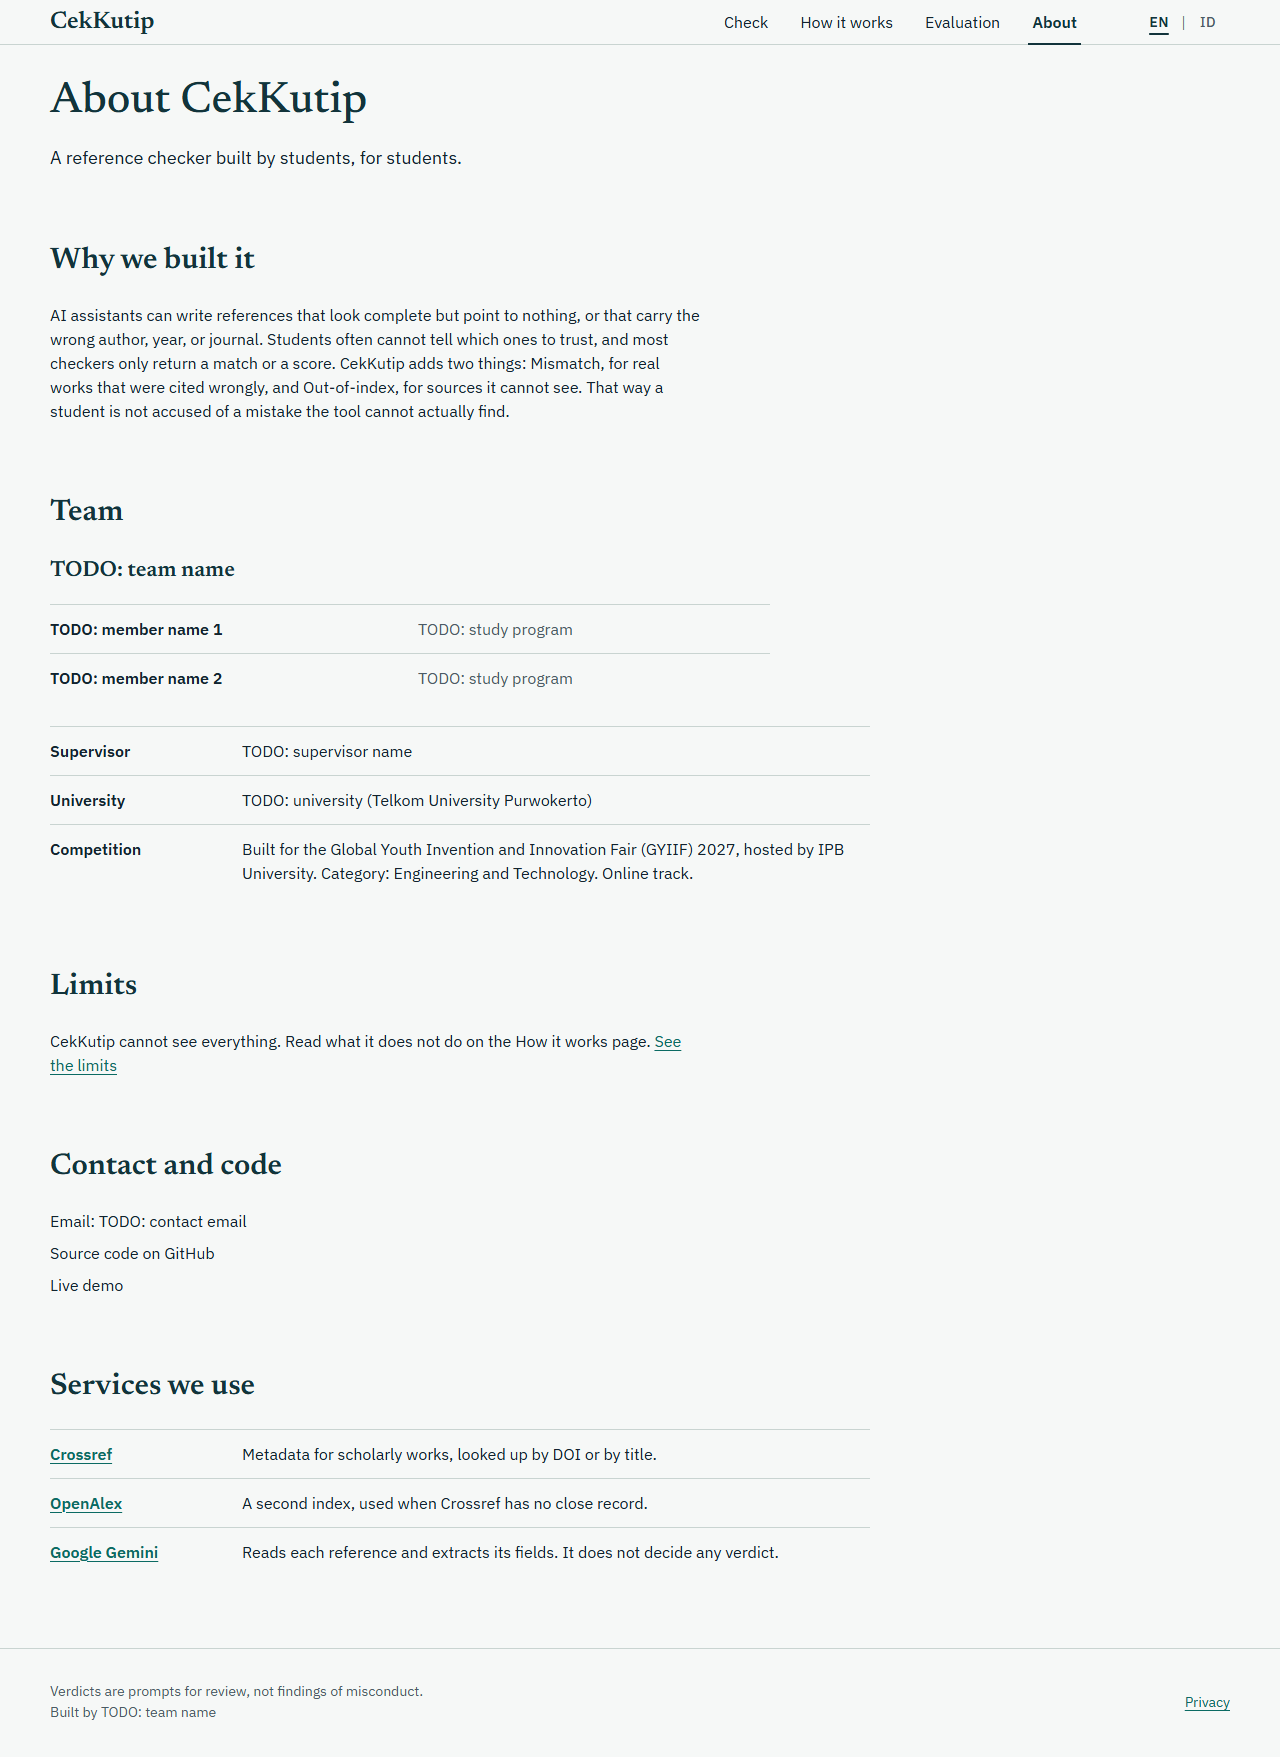 CekKutip
Check How it works Evaluation About EN | ID
About CekKutip
A reference checker built by students, for students.
Why we built it
AI assistants can write references that look complete but point to nothing, or that carry the
wrong author, year, or journal. Students often cannot tell which ones to trust, and most
checkers only return a match or a score. CekKutip adds two things: Mismatch, for real
works that were cited wrongly, and Out-of-index, for sources it cannot see. That way a
student is not accused of a mistake the tool cannot actually find.
Team
TODO: team name
TODO: member name 1 TODO: study program
TODO: member name 2 TODO: study program
Supervisor TODO: supervisor name
University TODO: university (Telkom University Purwokerto)
Competition Built for the Global Youth Invention and Innovation Fair (GYIIF) 2027, hosted by IPB
University. Category: Engineering and Technology. Online track.
Limits
CekKutip cannot see everything. Read what it does not do on the How it works page. See
the limits
Contact and code
Email: TODO: contact email
Source code on GitHub
Live demo
Services we use
Crossref Metadata for scholarly works, looked up by DOI or by title.
OpenAlex A second index, used when Crossref has no close record.
Google Gemini Reads each reference and extracts its fields. It does not decide any verdict.
Verdicts are prompts for review, not findings of misconduct.
Built by TODO: team name
Privacy